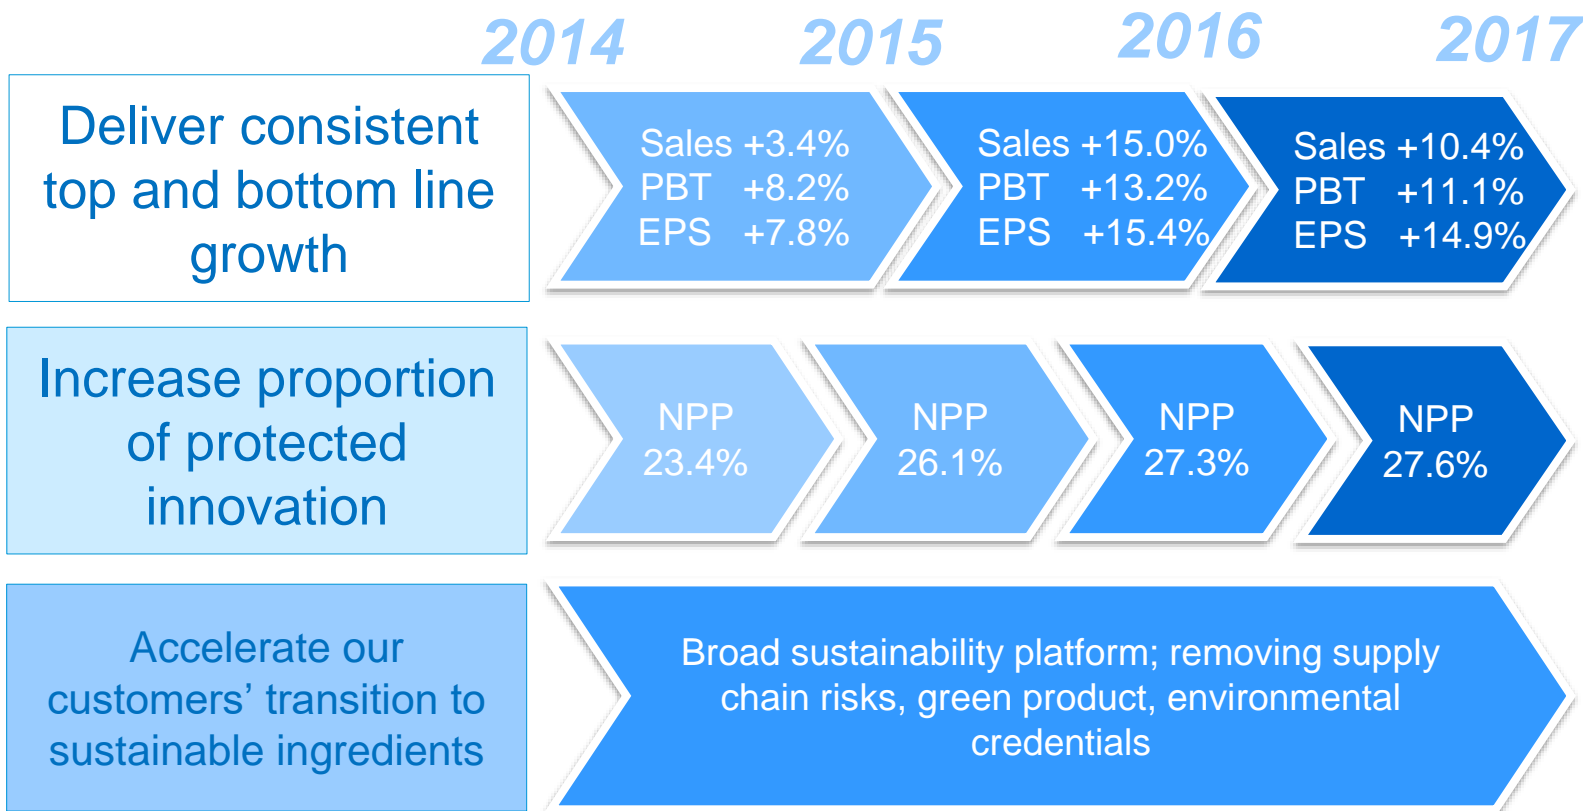 2014 2015 2016 2017
Deliver consistent
top and bottom line
growth
Sales +3.4%
PBT +8.2%
EPS +7.8%
Sales +15.0%
PBT +13.2%
EPS +15.4%
Sales +10.4%
PBT +11.1%
EPS +14.9%
Increase proportion
of protected
innovation
NPP
23.4%
NPP
26.1%
NPP
27.3%
NPP
27.6%
Accelerate our
customers’ transition to
sustainable ingredients
Broad sustainability platform; removing supply
chain risks, green product, environmental
credentials